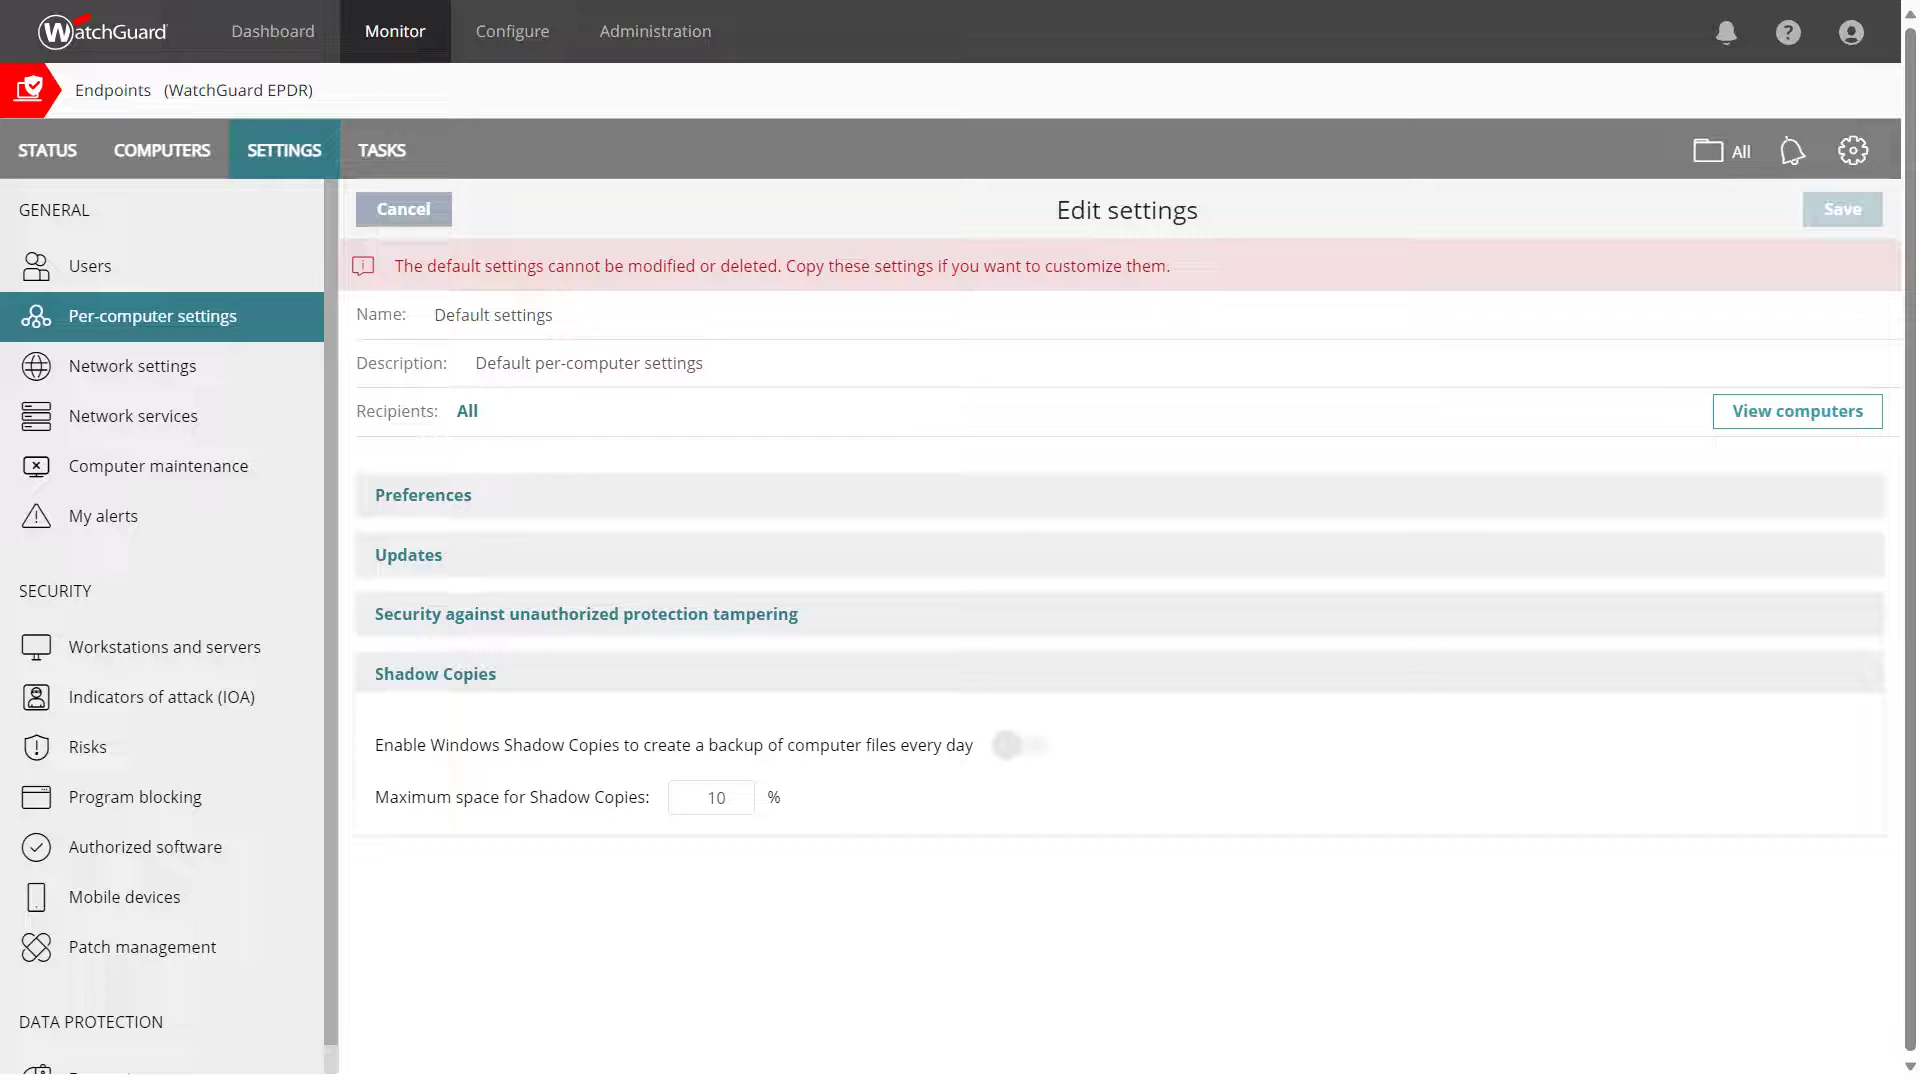 WatchGuard
Dashboard
Monitor
Configure
Administration
Endpoints (WatchGuard EPDR)
STATUS
COMPUTERS
SETTINGS
TASKS
All
GENERAL
Users
Per-computer settings
Network settings
Network services
Computer maintenance
My alerts
SECURITY
Workstations and servers
Indicators of attack (IOA)
Risks
Program blocking
Authorized software
Mobile devices
Patch management
DATA PROTECTION
Cancel
Edit settings
Save
The default settings cannot be modified or deleted. Copy these settings if you want to customize them.
Name: Default settings
Description: Default per-computer settings
Recipients: All
View computers
Preferences
Updates
Security against unauthorized protection tampering
Shadow Copies
Enable Windows Shadow Copies to create a backup of computer files every day
Maximum space for Shadow Copies: 10 %